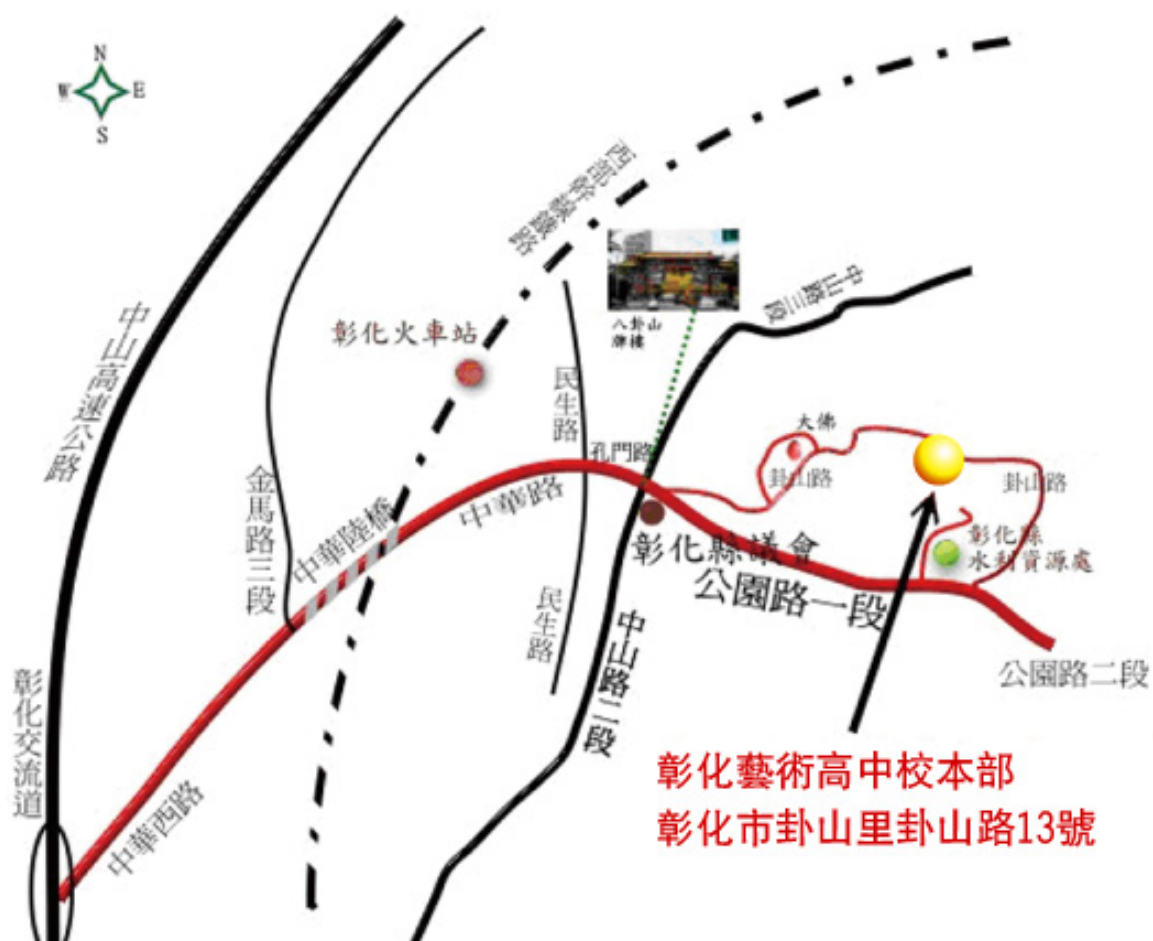 N
W
E
S
西部幹線鐵路
中山高速公路
彰化火車站
八卦山
牌樓
中山路三段
民生路
孔門路
大佛
卦山路
卦山路
金馬路三段
中華陸橋
中華路
彰化縣議會
彰化縣
水利資源處
公園路一段
民生路
中山路二段
公園路二段
彰化交流道
中華西路
彰化藝術高中校本部
彰化市卦山里卦山路13號